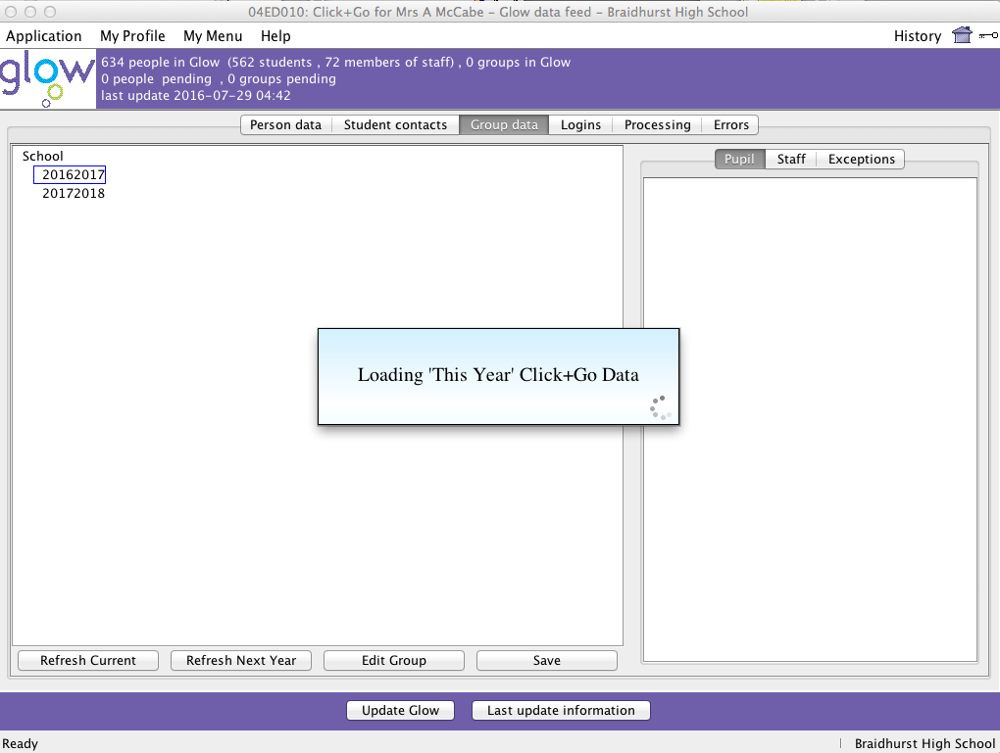 04ED010: Click+Go for Mrs A McCabe - Glow data feed - Braidhurst High School
Application My Profile My Menu Help History
glow
634 people in Glow (562 students , 72 members of staff) , 0 groups in Glow
0 people pending , 0 groups pending
last update 2016-07-29 04:42
Person data Student contacts Group data Logins Processing Errors
School
20162017
20172018
Pupil Staff Exceptions
Loading 'This Year' Click+Go Data
Refresh Current Refresh Next Year Edit Group Save
Update Glow Last update information
Ready Braidhurst High School